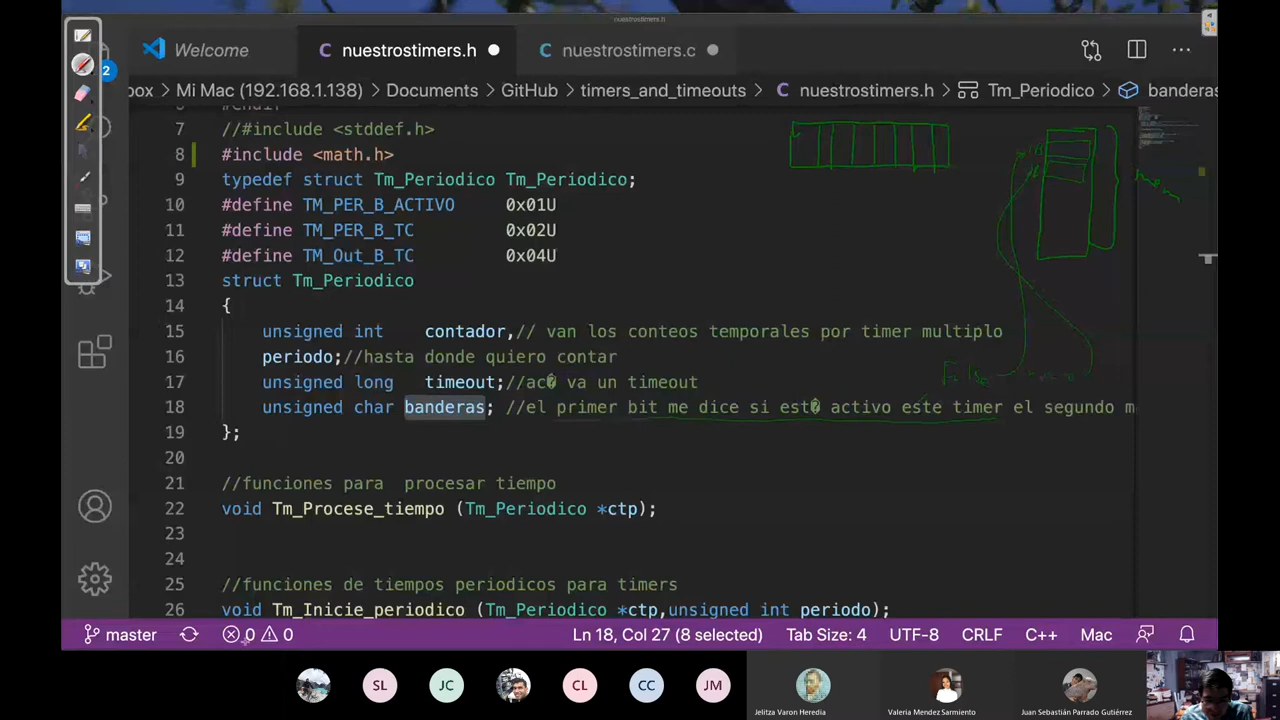 nuestrostimers.h
Welcome
nuestrostimers.h
nuestrostimers.c
2
box > Mi Mac (192.168.1.138) > Documents > GitHub > timers_and_timeouts > nuestrostimers.h > Tm_Periodico > banderas
7 //#include <stddef.h>
8 #include <math.h>
9 typedef struct Tm_Periodico Tm_Periodico;
10 #define TM_PER_B_ACTIVO 0x01U
11 #define TM_PER_B_TC 0x02U
12 #define TM_Out_B_TC 0x04U
13 struct Tm_Periodico
14 {
15 unsigned int contador,// van los conteos temporales por timer multiplo
16 periodo;//hasta donde quiero contar
17 unsigned long timeout;//ac� va un timeout
18 unsigned char banderas; //el primer bit me dice si est� activo este timer el segundo m
19 };
20
21 //funciones para procesar tiempo
22 void Tm_Procese_tiempo (Tm_Periodico *ctp);
23
24
25 //funciones de tiempos periodicos para timers
26 void Tm_Inicie_periodico (Tm_Periodico *ctp,unsigned int periodo);
mem
master 0 0 Ln 18, Col 27 (8 selected) Tab Size: 4 UTF-8 CRLF C++ Mac
SL JC CL CC JM
Jelitza Varon Heredia Valeria Mendez Sarmiento Juan Sebastián Parrado Gutiérrez